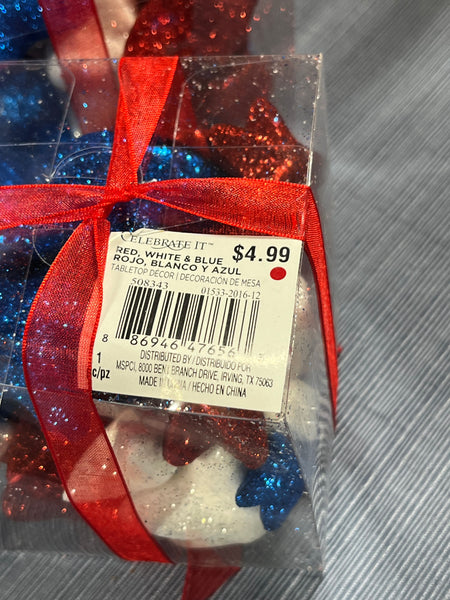 CELEBRATE IT™
$4.99
RED, WHITE & BLUE
ROJO, BLANCO Y AZUL
TABLETOP DECOR | DECORACIÓN DE MESA
508343 01533-2016-12
8 86946 47656
1
c/pz
DISTRIBUTED BY / DISTRIBUIDO POR
MSPCI, 8000 BENT BRANCH DRIVE, IRVING, TX 75063
MADE IN CHINA / HECHO EN CHINA